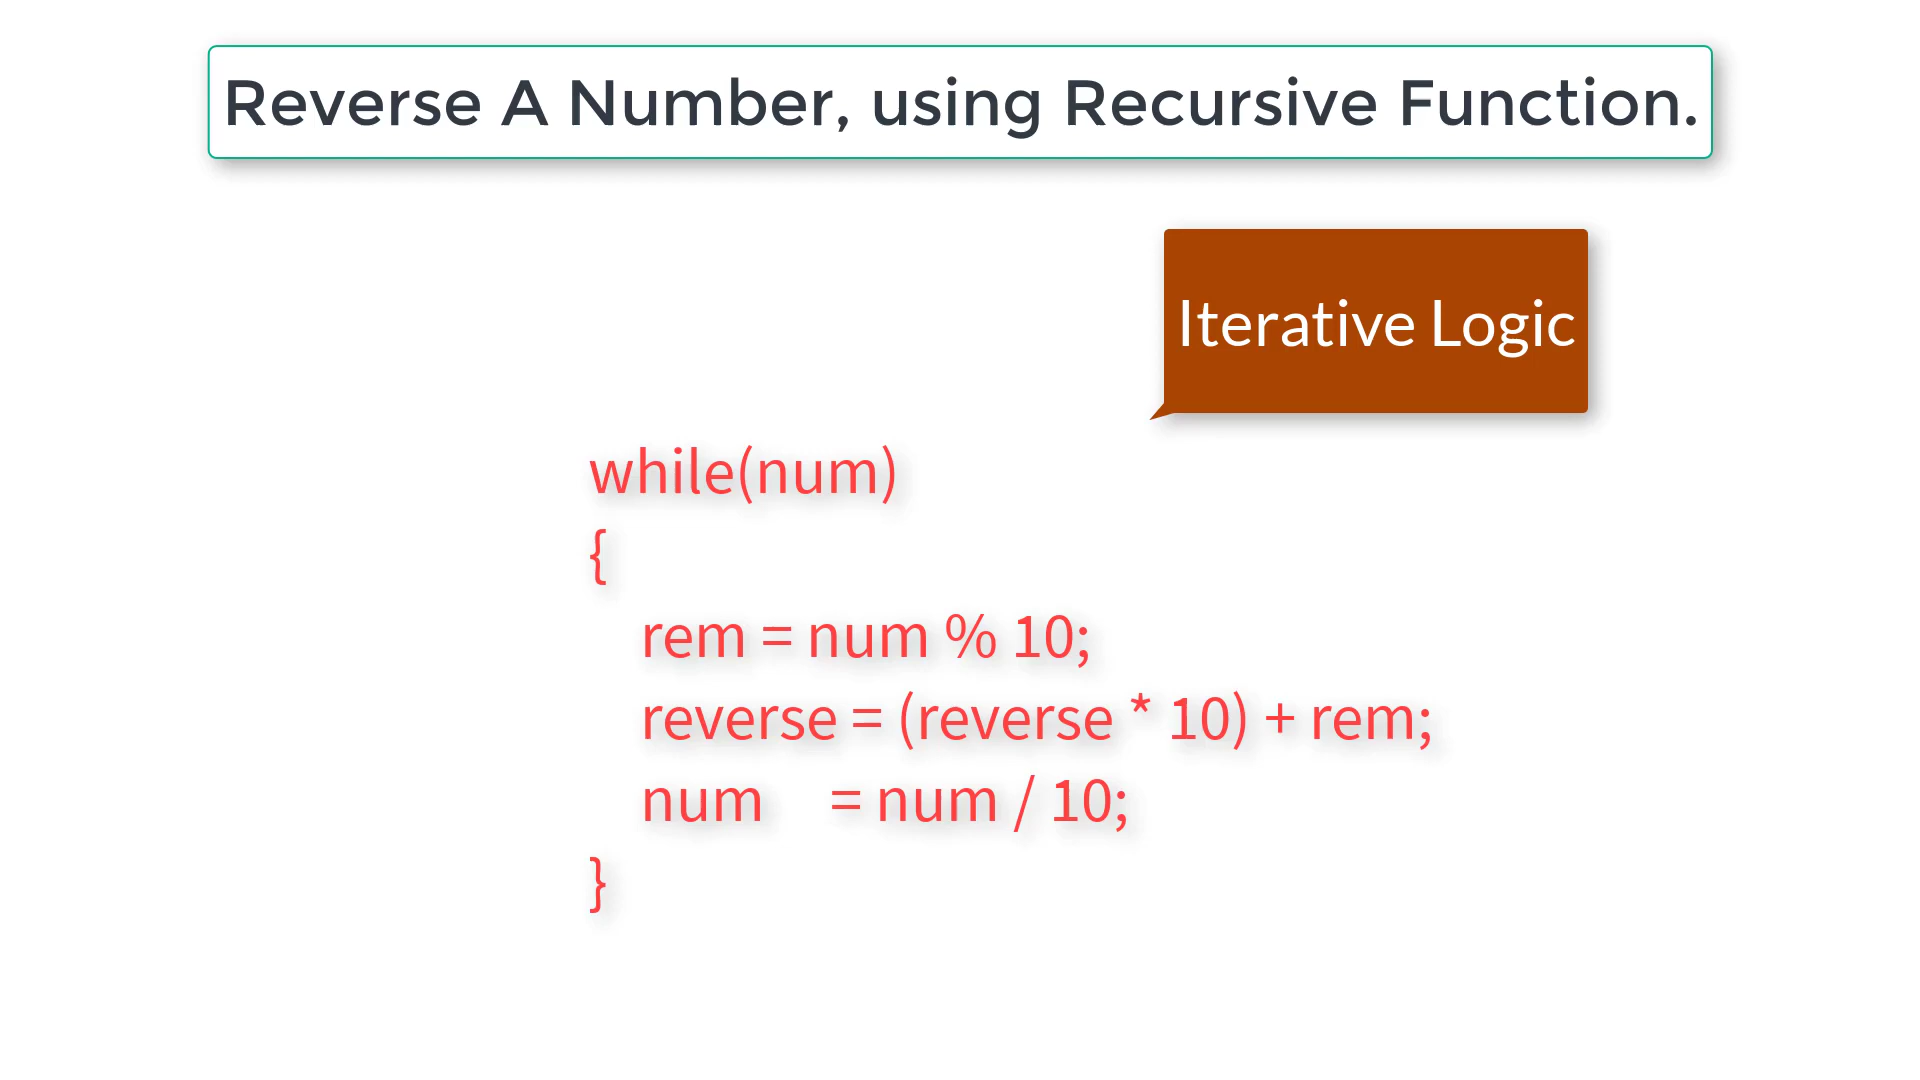 Reverse A Number, using Recursive Function.
Iterative Logic
while(num)
{
rem = num % 10;
reverse = (reverse * 10) + rem;
num = num / 10;
}